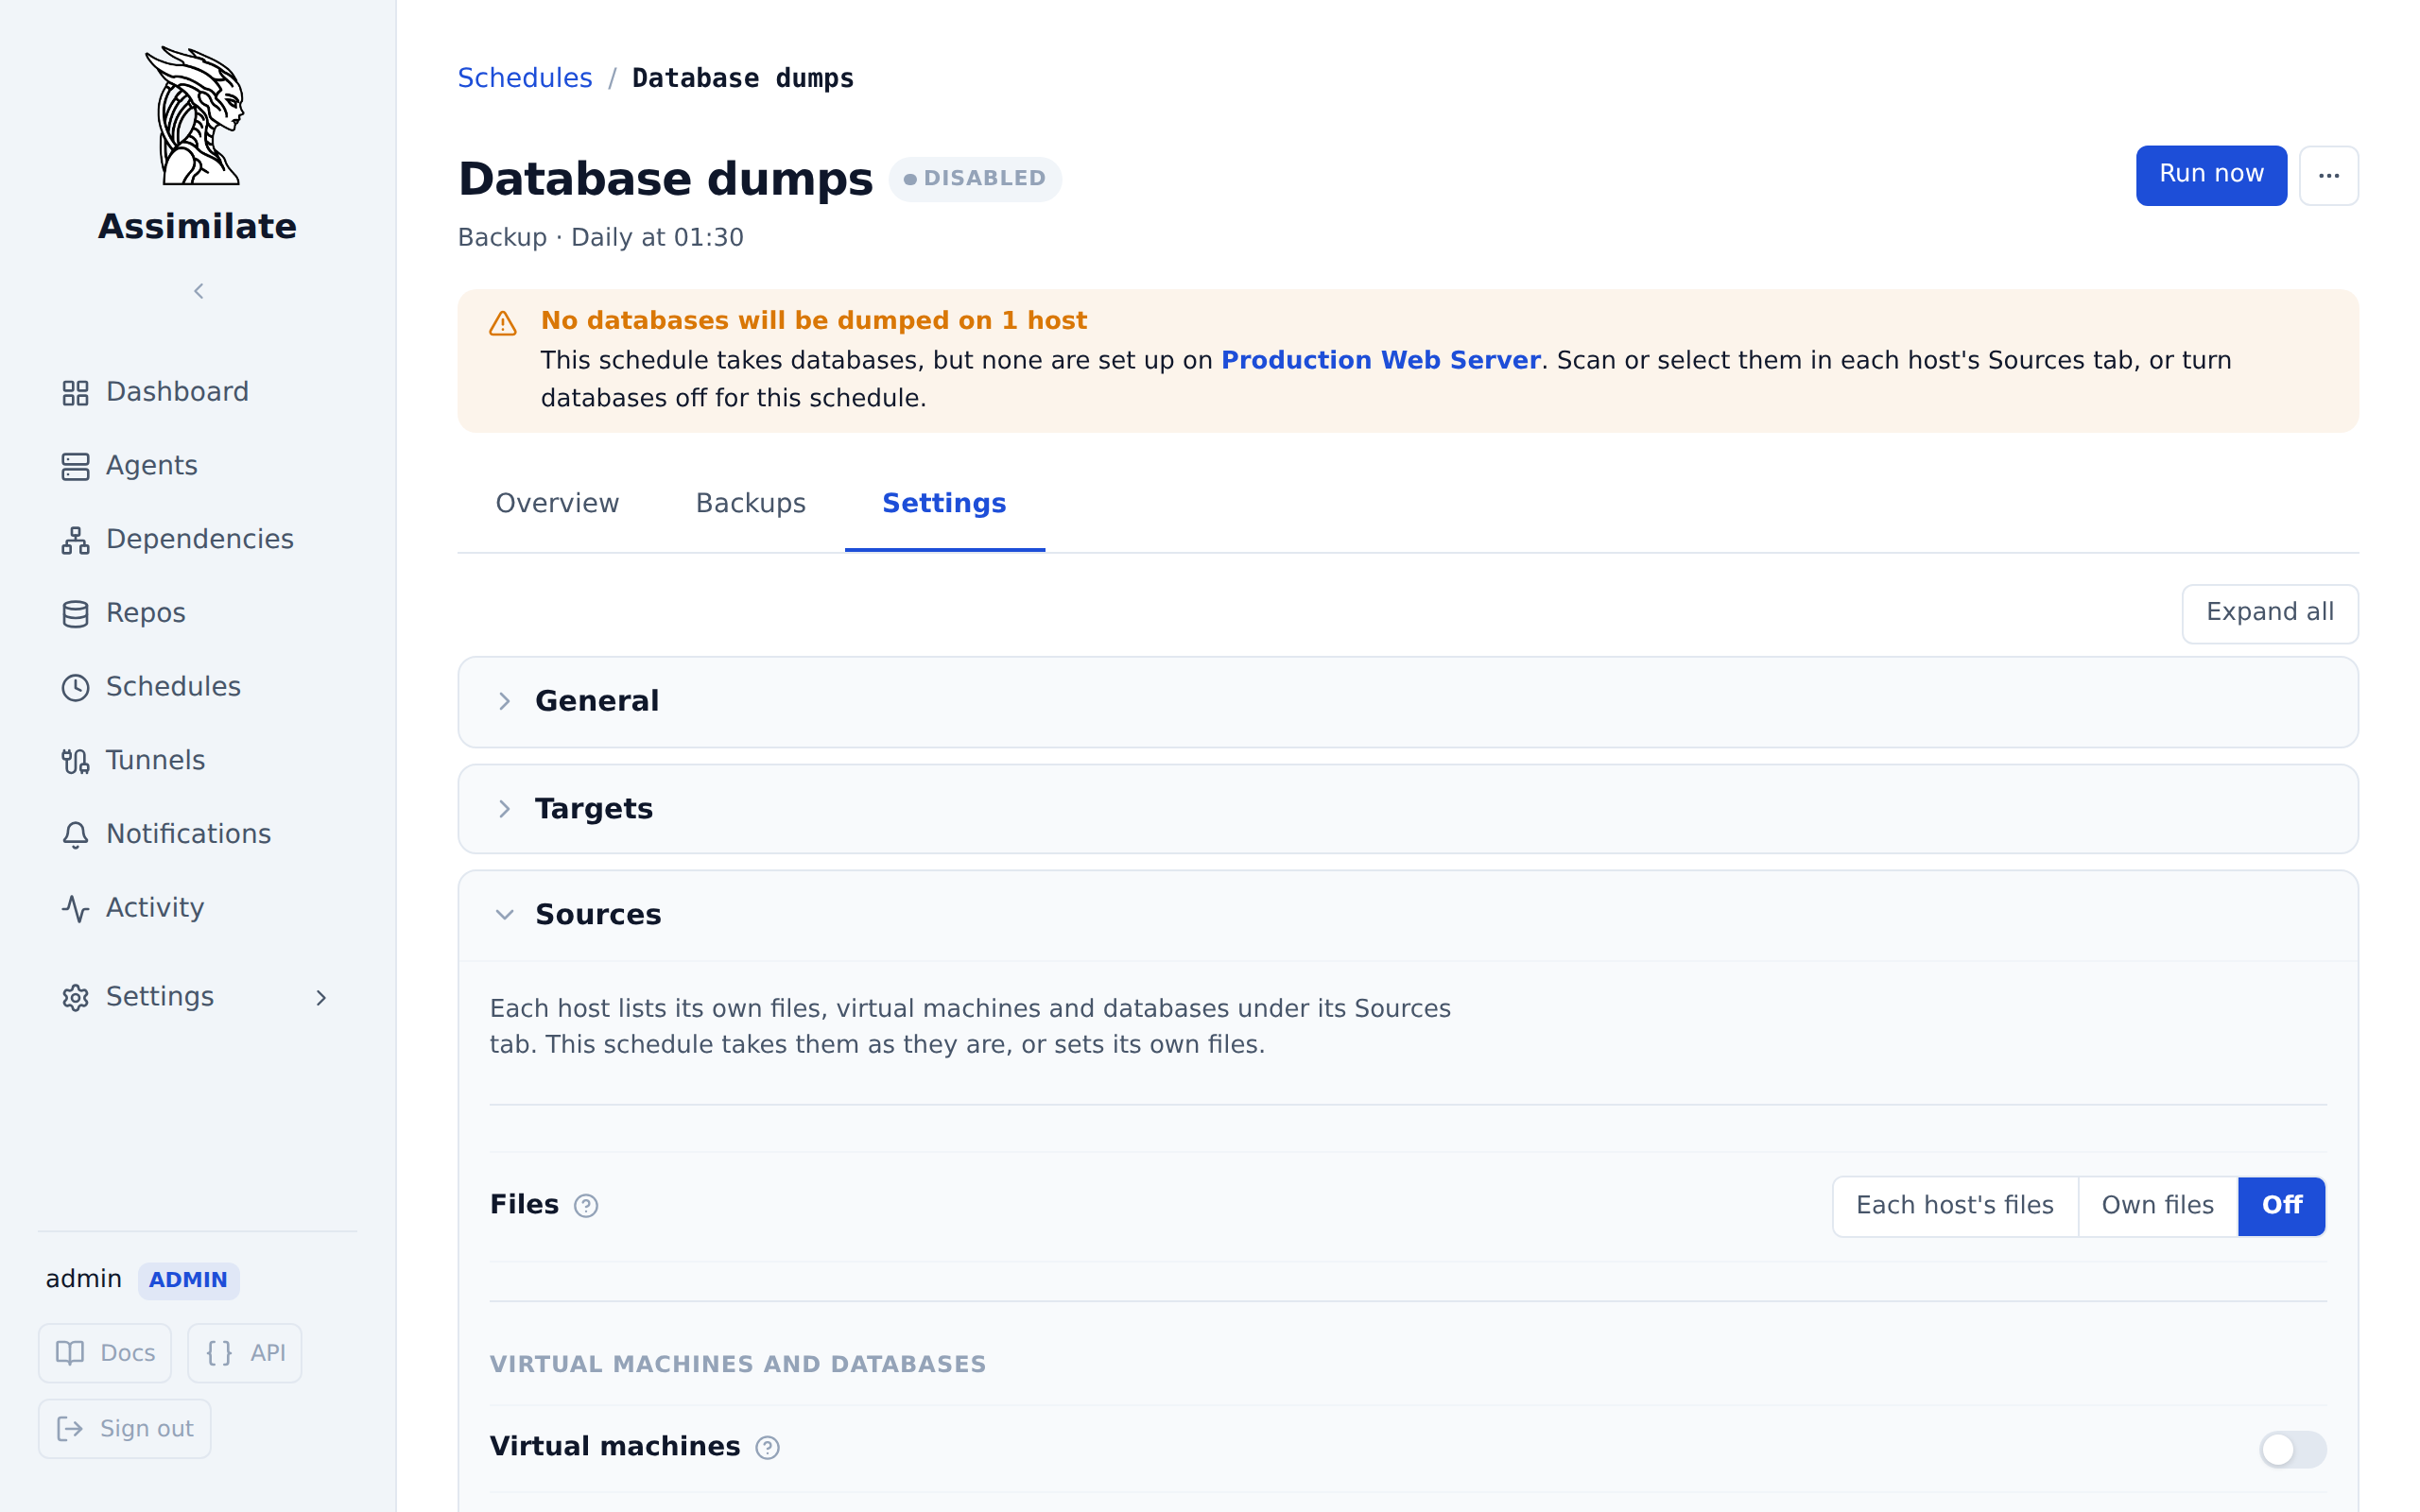 Assimilate
Dashboard
Agents
Dependencies
Repos
Schedules
Tunnels
Notifications
Activity
Settings
admin ADMIN
Docs
API
Sign out
Schedules / Database dumps
Database dumps DISABLED
Run now
Backup · Daily at 01:30
No databases will be dumped on 1 host
This schedule takes databases, but none are set up on Production Web Server. Scan or select them in each host's Sources tab, or turn
databases off for this schedule.
Overview Backups Settings
Expand all
General
Targets
Sources
Each host lists its own files, virtual machines and databases under its Sources
tab. This schedule takes them as they are, or sets its own files.
Files Each host's files Own files Off
VIRTUAL MACHINES AND DATABASES
Virtual machines